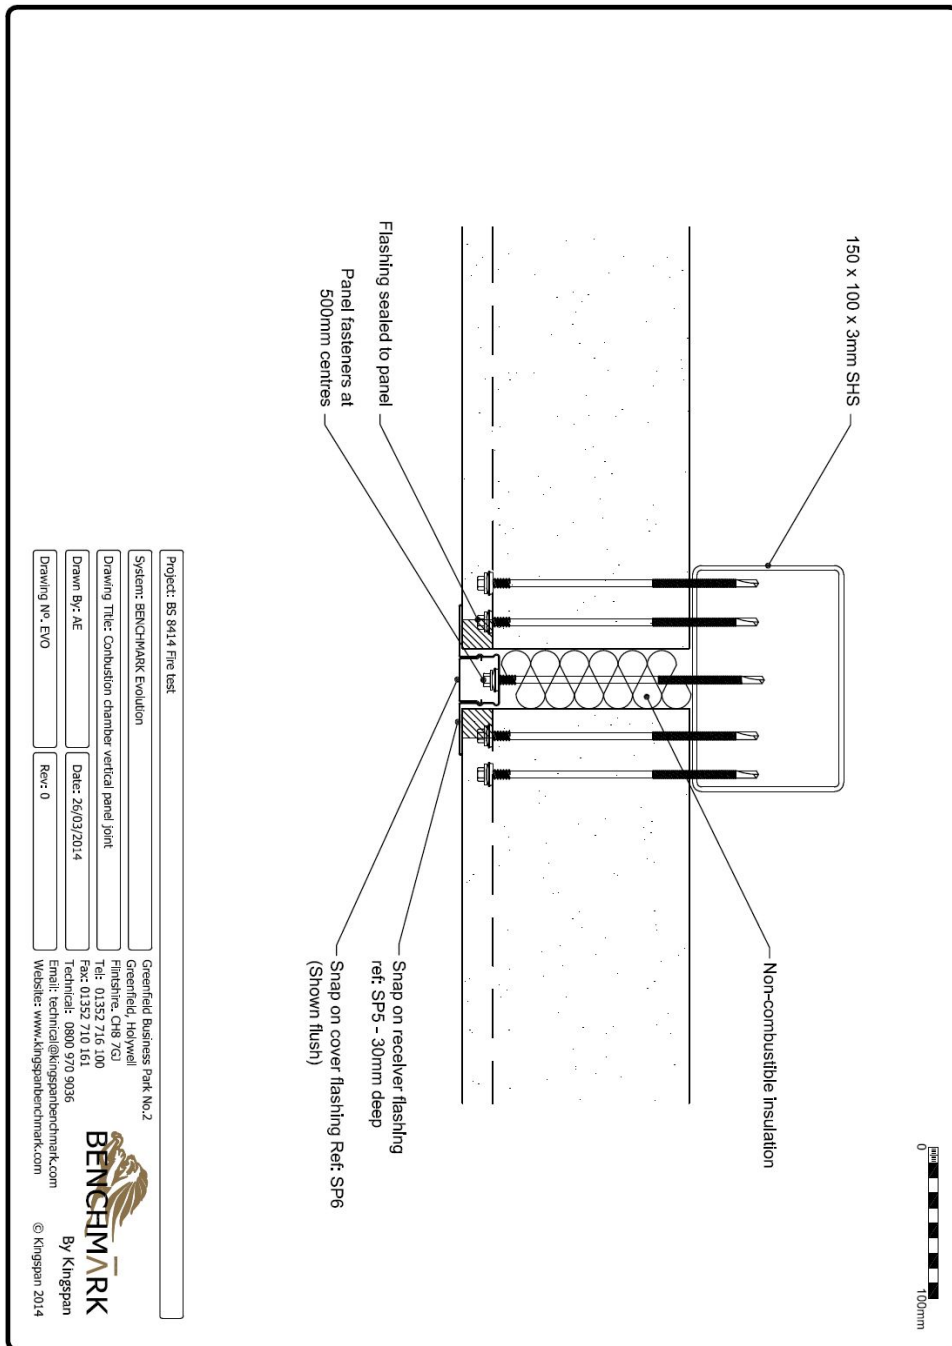 0
100mm
150 x 100 x 3mm SHS
Non-combustible insulation
Flashing sealed to panel
Panel fasteners at
500mm centres
Snap on receiver flashing
ref: SP5 - 30mm deep
Snap on cover flashing Ref: SP6
(Shown flush)
Project: BS 8414 Fire test
System: BENCHMARK Evolution
Drawing Title: Conbustion chamber vertical panel joint
Drawn By: AE
Date: 26/03/2014
Drawing Nº. EVO
Rev: 0
Greenfield Business Park No.2
Greenfield, Holywell
Flintshire. CH8 7GJ
Tel: 01352 716 100
Fax: 01352 710 161
Technical: 0800 970 9036
Email: technical@kingspanbenchmark.com
Website: www.kingspanbenchmark.com
BENCHMARK
By Kingspan
© Kingspan 2014